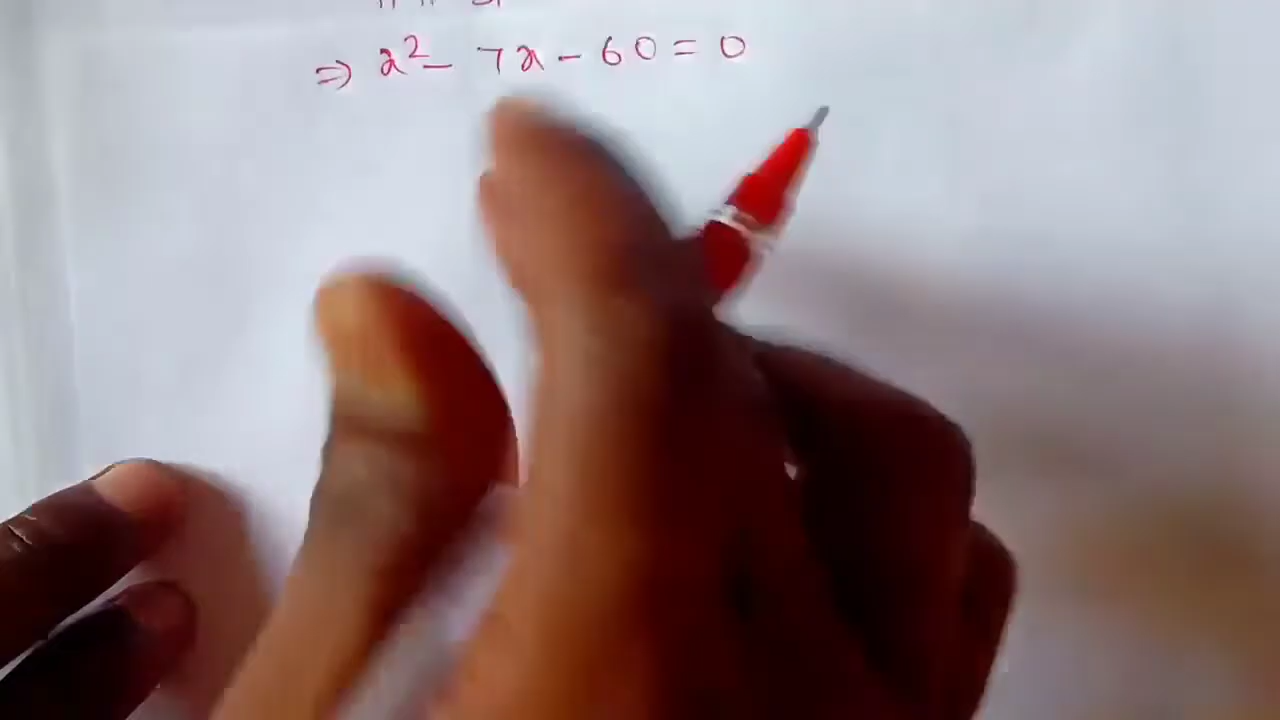 ⇒ x² - 7x - 60 = 0